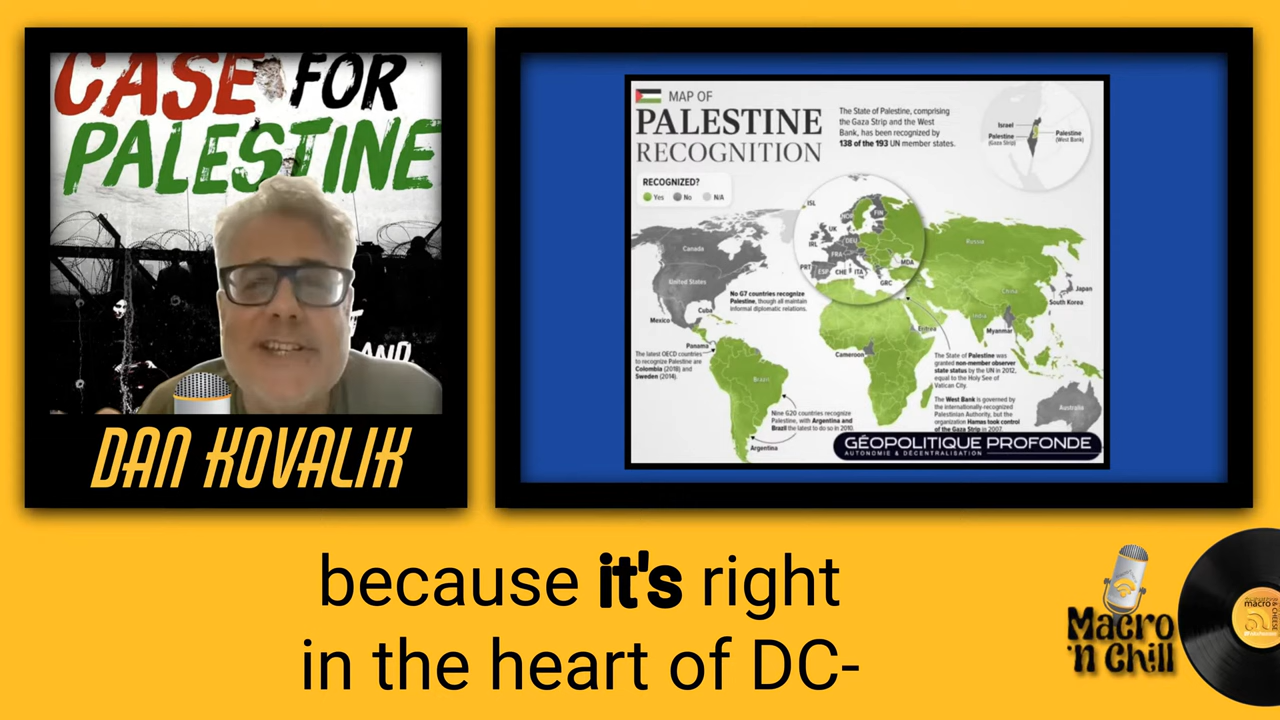 CASE FOR
PALESTINE
AND
DAN KOVALIK
MAP OF
PALESTINE
RECOGNITION
The State of Palestine, comprising
the Gaza Strip and the West
Bank, has been recognized by
138 of the 193 UN member states.
Israel
Palestine
(Gaza Strip)
Palestine
(West Bank)
RECOGNIZED?
Yes
No
N/A
ISL
NOR
FIN
UK
IRL
DEU
FRA
PRT
ESP
CHE
ITA
MDA
GRC
Canada
United States
Mexico
Cuba
No G7 countries recognize
Palestine, though all maintain
informal diplomatic relations.
Russia
China
Japan
South Korea
India
Myanmar
Eritrea
Cameroon
Panama
The latest OECD countries
to recognize Palestine are
Colombia (2018) and
Sweden (2014).
Brazil
Nine G20 countries recognize
Palestine, with Argentina and
Brazil the latest to do so in 2010.
Argentina
The State of Palestine was
granted non-member observer
state status by the UN in 2012,
equal to the Holy See of
Vatican City.
The West Bank is governed by
the internationally-recognized
Palestinian Authority, but the
organization Hamas took control
of the Gaza Strip in 2007.
Australia
GÉOPOLITIQUE PROFONDE
AUTONOMIE & DÉCENTRALISATION
because it's right
in the heart of DC-
Macro
'N Chill
macro
& CHEESE